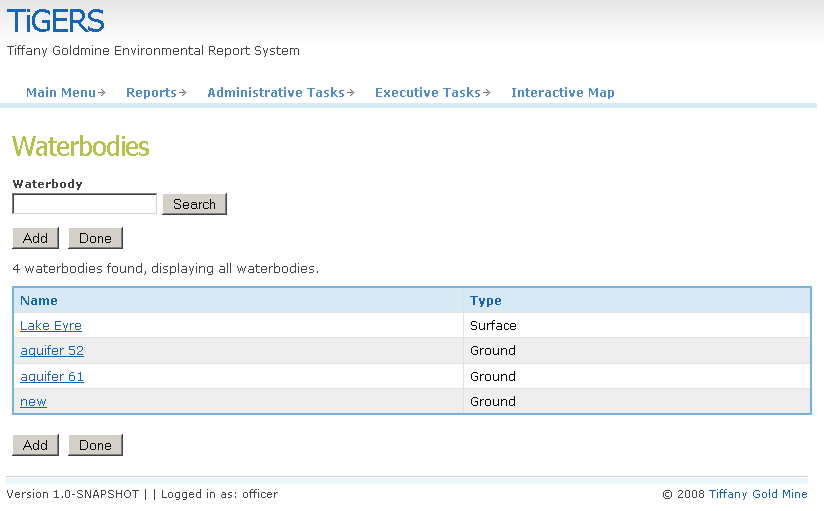 TiGERS
Tiffany Goldmine Environmental Report System
Main Menu Reports Administrative Tasks Executive Tasks Interactive Map
Waterbodies
Waterbody
Search
Add Done
4 waterbodies found, displaying all waterbodies.
Name Type
Lake Eyre Surface
aquifer 52 Ground
aquifer 61 Ground
new Ground
Add Done
Version 1.0-SNAPSHOT | | Logged in as: officer © 2008 Tiffany Gold Mine